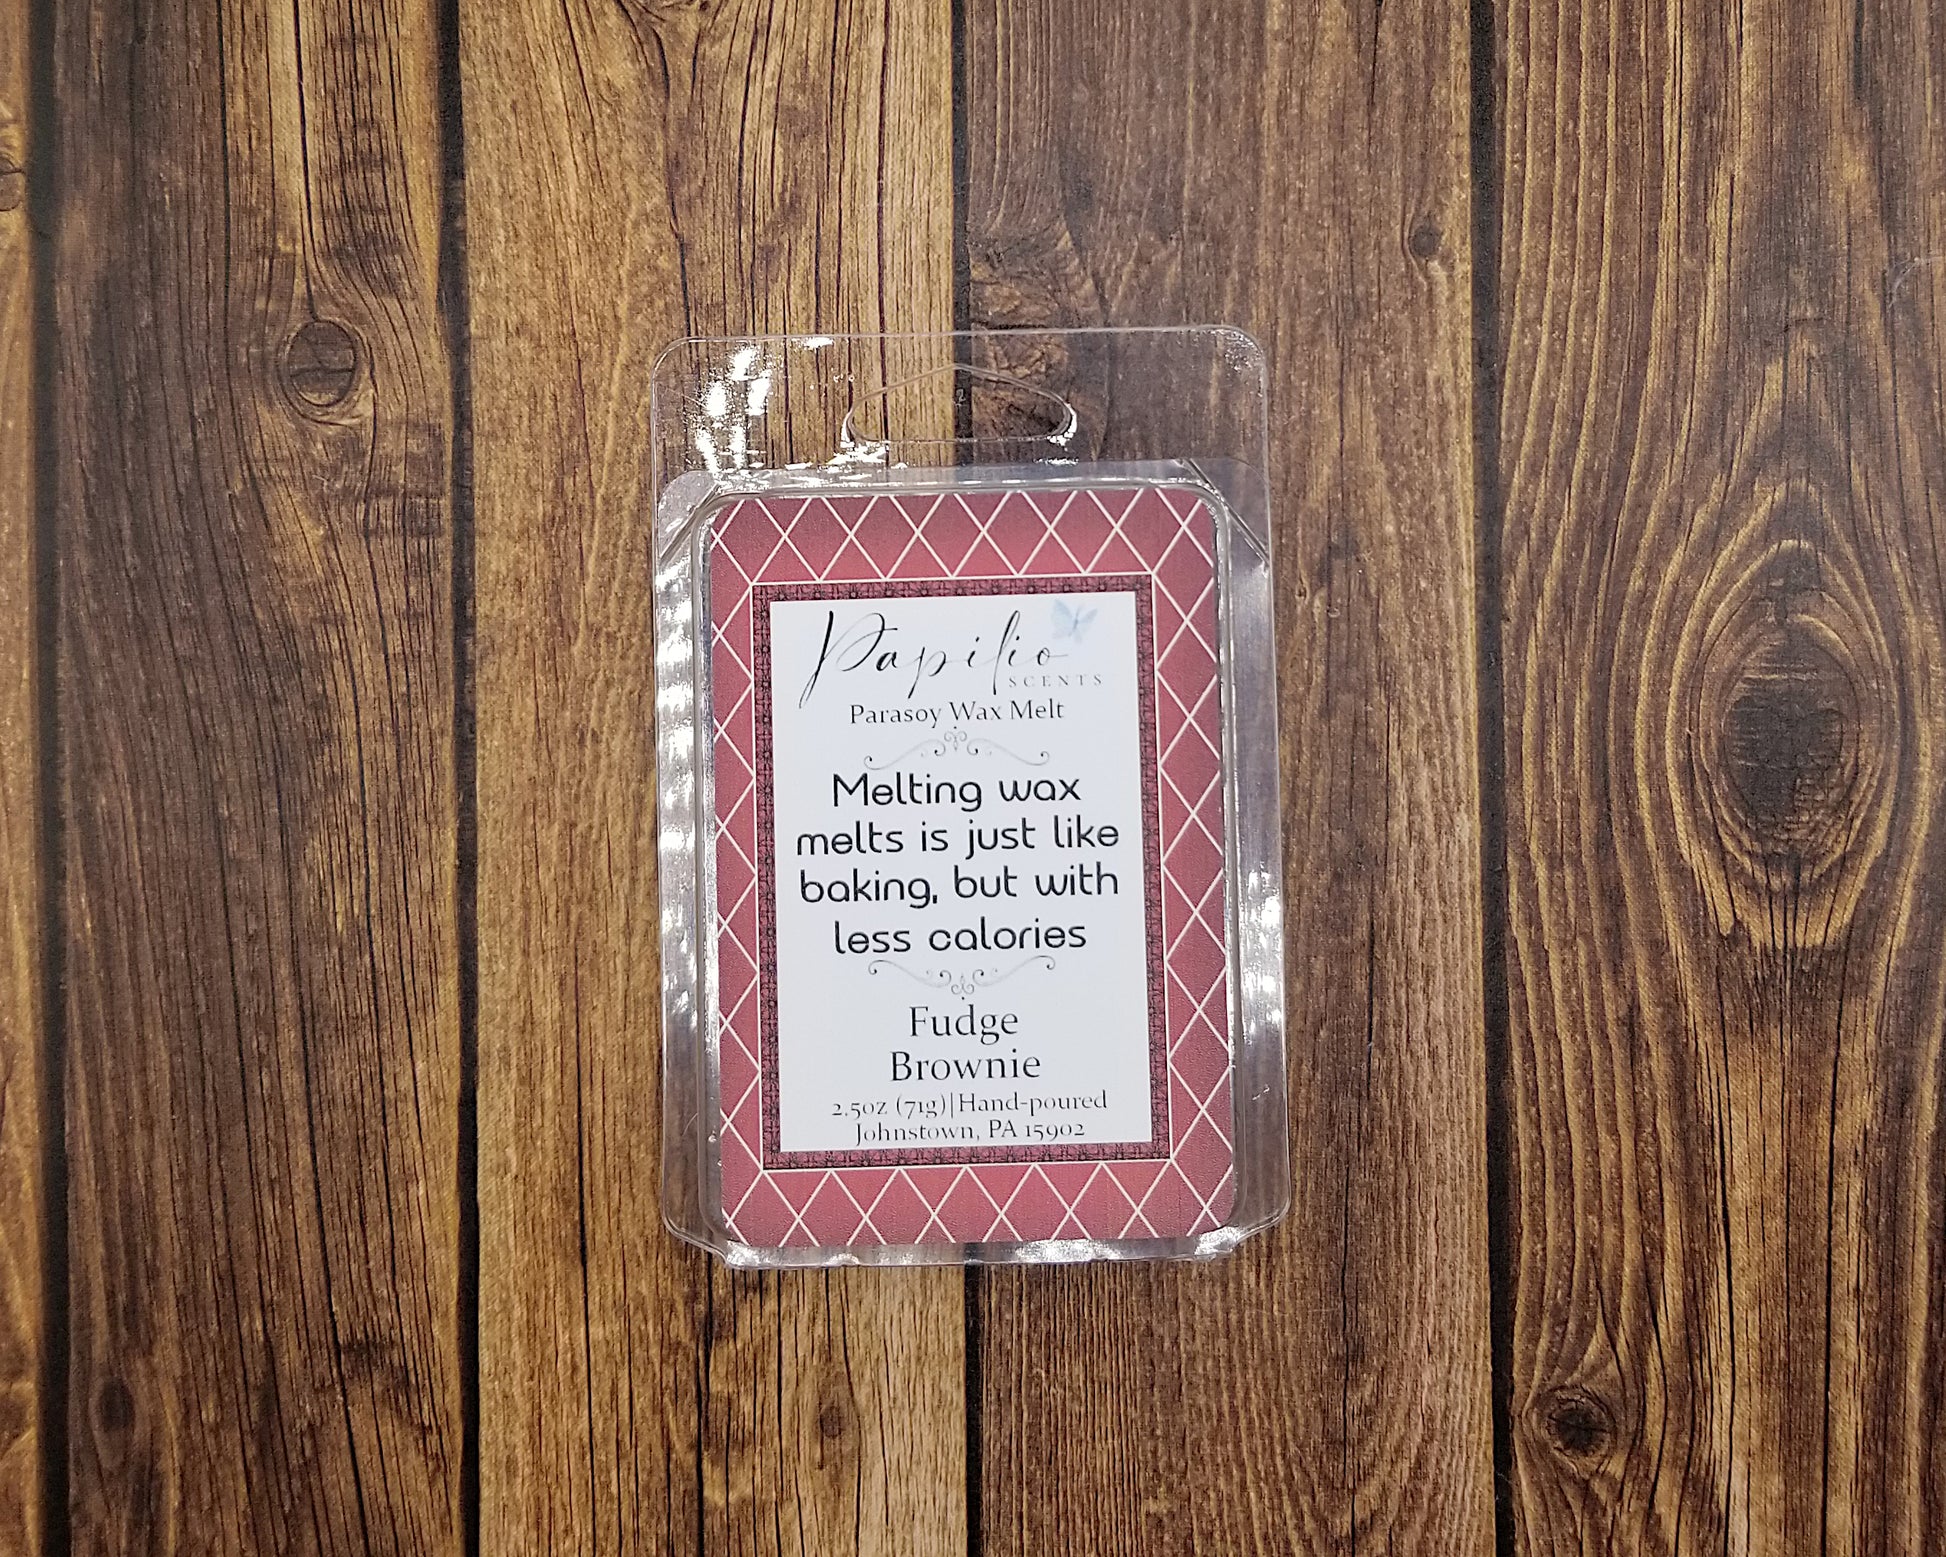 Papilio
SCENTS
Parasoy Wax Melt
Melting wax
melts is just like
baking, but with
less calories
Fudge
Brownie
2.5oz (71g)|Hand-poured
Johnstown, PA 15902